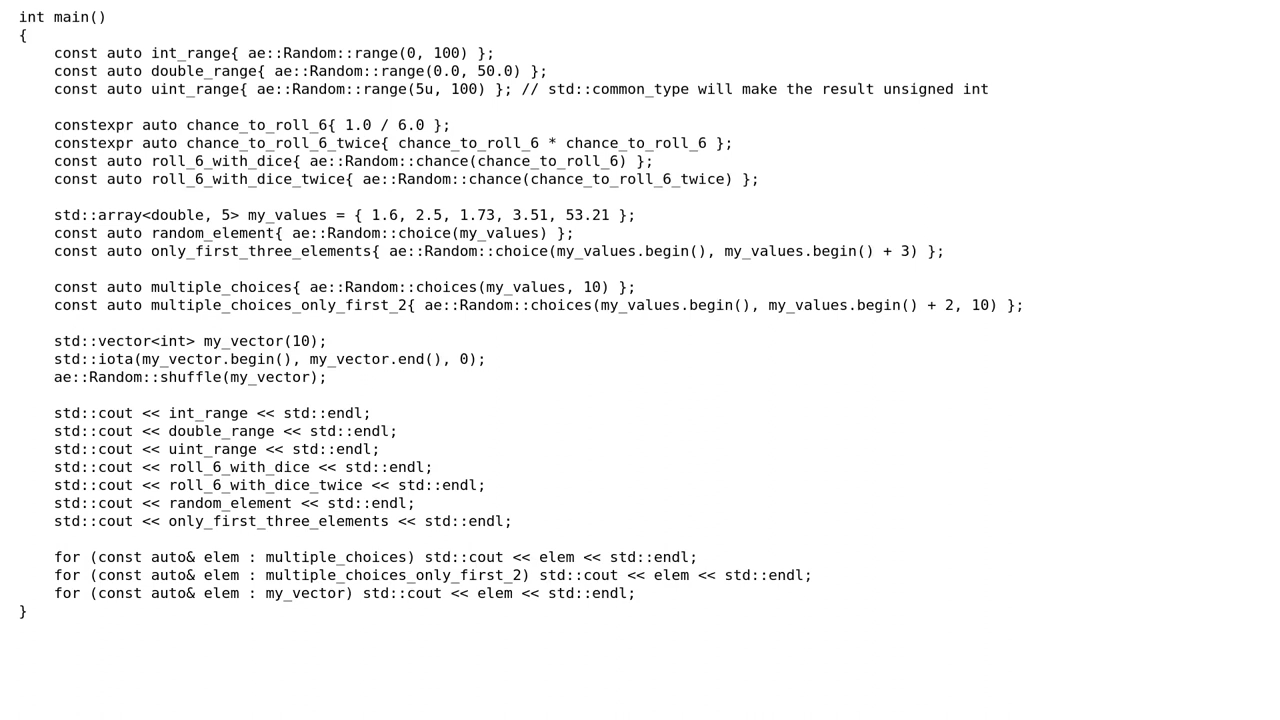 int main()
{
    const auto int_range{ ae::Random::range(0, 100) };
    const auto double_range{ ae::Random::range(0.0, 50.0) };
    const auto uint_range{ ae::Random::range(5u, 100) }; // std::common_type will make the result unsigned int

    constexpr auto chance_to_roll_6{ 1.0 / 6.0 };
    constexpr auto chance_to_roll_6_twice{ chance_to_roll_6 * chance_to_roll_6 };
    const auto roll_6_with_dice{ ae::Random::chance(chance_to_roll_6) };
    const auto roll_6_with_dice_twice{ ae::Random::chance(chance_to_roll_6_twice) };

    std::array<double, 5> my_values = { 1.6, 2.5, 1.73, 3.51, 53.21 };
    const auto random_element{ ae::Random::choice(my_values) };
    const auto only_first_three_elements{ ae::Random::choice(my_values.begin(), my_values.begin() + 3) };

    const auto multiple_choices{ ae::Random::choices(my_values, 10) };
    const auto multiple_choices_only_first_2{ ae::Random::choices(my_values.begin(), my_values.begin() + 2, 10) };

    std::vector<int> my_vector(10);
    std::iota(my_vector.begin(), my_vector.end(), 0);
    ae::Random::shuffle(my_vector);

    std::cout << int_range << std::endl;
    std::cout << double_range << std::endl;
    std::cout << uint_range << std::endl;
    std::cout << roll_6_with_dice << std::endl;
    std::cout << roll_6_with_dice_twice << std::endl;
    std::cout << random_element << std::endl;
    std::cout << only_first_three_elements << std::endl;

    for (const auto& elem : multiple_choices) std::cout << elem << std::endl;
    for (const auto& elem : multiple_choices_only_first_2) std::cout << elem << std::endl;
    for (const auto& elem : my_vector) std::cout << elem << std::endl;
}